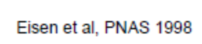 Eisen et al, PNAS 1998